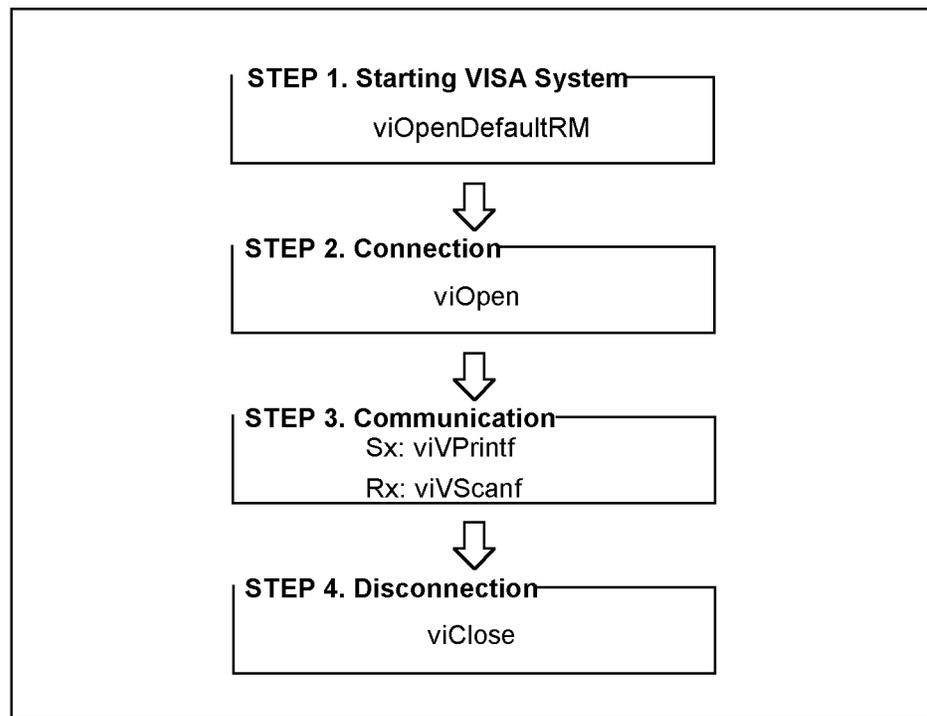 STEP 1. Starting VISA System
viOpenDefaultRM
STEP 2. Connection
viOpen
STEP 3. Communication
Sx: viVPrintf
Rx: viVScanf
STEP 4. Disconnection
viClose